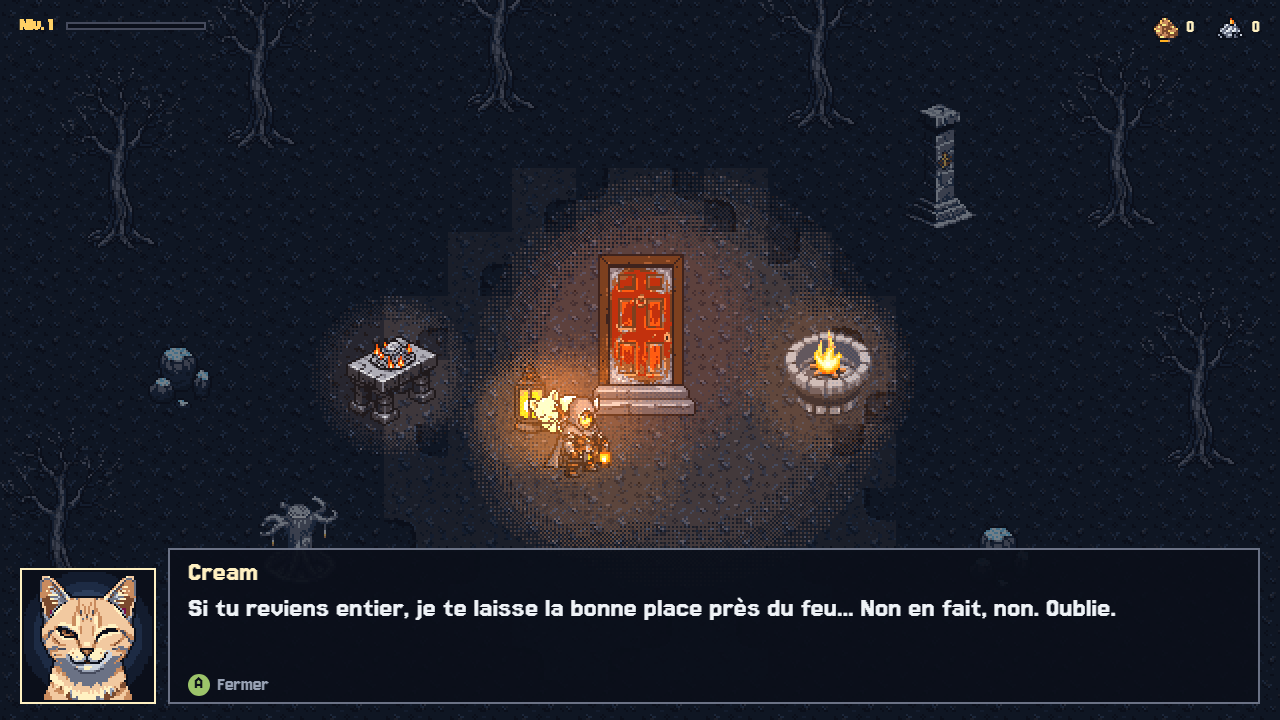 Niv. 1
0
0
Cream
Si tu reviens entier, je te laisse la bonne place près du feu... Non en fait, non. Oublie.
A Fermer